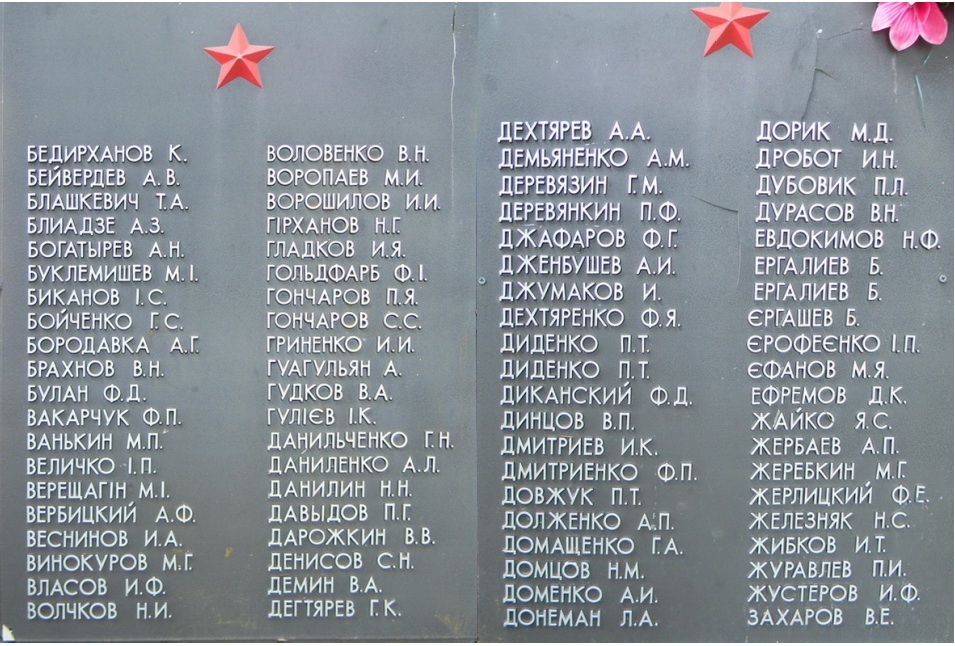 БЕДИРХАНОВ К.
БЕЙВЕРДЕВ А.В.
БЛАШКЕВИЧ Т.А.
БЛИАДЗЕ А.З.
БОГАТЫРЕВ А.Н.
БУКЛЕМИШЕВ М.І.
БИКАНОВ І.С.
БОЙЧЕНКО Г.С.
БОРОДАВКА А.Г.
БРАХНОВ В.Н.
БУЛАН Ф.Д.
ВАКАРЧУК Ф.П.
ВАНЬКИН М.П.
ВЕЛИЧКО І.П.
ВЕРЕЩАГІН М.І.
ВЕРБИЦКИЙ А.Ф.
ВЕСНИНОВ И.А.
ВИНОКУРОВ М.Г.
ВЛАСОВ И.Ф.
ВОЛЧКОВ Н.И.
ВОЛОВЕНКО В.Н.
ВОРОПАЕВ М.И.
ВОРОШИЛОВ И.И.
ГІРХАНОВ Н.Г.
ГЛАДКОВ И.Я.
ГОЛЬДФАРБ Ф.І.
ГОНЧАРОВ П.Я.
ГОНЧАРОВ С.С.
ГРИНЕНКО И.И.
ГУАГУЛЬЯН А.
ГУДКОВ В.А.
ГУЛІЄВ І.К.
ДАНИЛЬЧЕНКО Г.Н.
ДАНИЛЕНКО А.Л.
ДАНИЛИН Н.Н.
ДАВЫДОВ П.Г.
ДАРОЖКИН В.В.
ДЕНИСОВ С.Н.
ДЕМИН В.А.
ДЕГТЯРЕВ Г.К.
ДЕХТЯРЕВ А.А.
ДЕМЬЯНЕНКО А.М.
ДЕРЕВЯЗИН Г.М.
ДЕРЕВЯНКИН П.Ф.
ДЖАФАРОВ Ф.Г.
ДЖЕНБУШЕВ А.И.
ДЖУМАКОВ И.
ДЕХТЯРЕНКО Ф.Я.
ДИДЕНКО П.Т.
ДИДЕНКО П.Т.
ДИКАНСКИЙ Ф.Д.
ДИНЦОВ В.П.
ДМИТРИЕВ И.К.
ДМИТРИЕНКО Ф.П.
ДОВЖУК П.Т.
ДОЛЖЕНКО А.П.
ДОМАЩЕНКО Г.А.
ДОМЦОВ Н.М.
ДОМЕНКО А.И.
ДОНЕМАН Л.А.
ДОРИК М.Д.
ДРОБОТ И.Н.
ДУБОВИК П.Л.
ДУРАСОВ В.Н.
ЕВДОКИМОВ Н.Ф.
ЕРГАЛИЕВ Б.
ЕРГАЛИЕВ Б.
ЄРГАШЕВ Б.
ЄРОФЕЄНКО І.П.
ЄФАНОВ М.Я.
ЕФРЕМОВ Д.К.
ЖАЙКО Я.С.
ЖЕРБАЕВ А.П.
ЖЕРЕБКИН М.Г.
ЖЕРЛИЦКИЙ Ф.Е.
ЖЕЛЕЗНЯК Н.С.
ЖИБКОВ И.Т.
ЖУРАВЛЕВ П.И.
ЖУСТЕРОВ И.Ф.
ЗАХАРОВ В.Е.